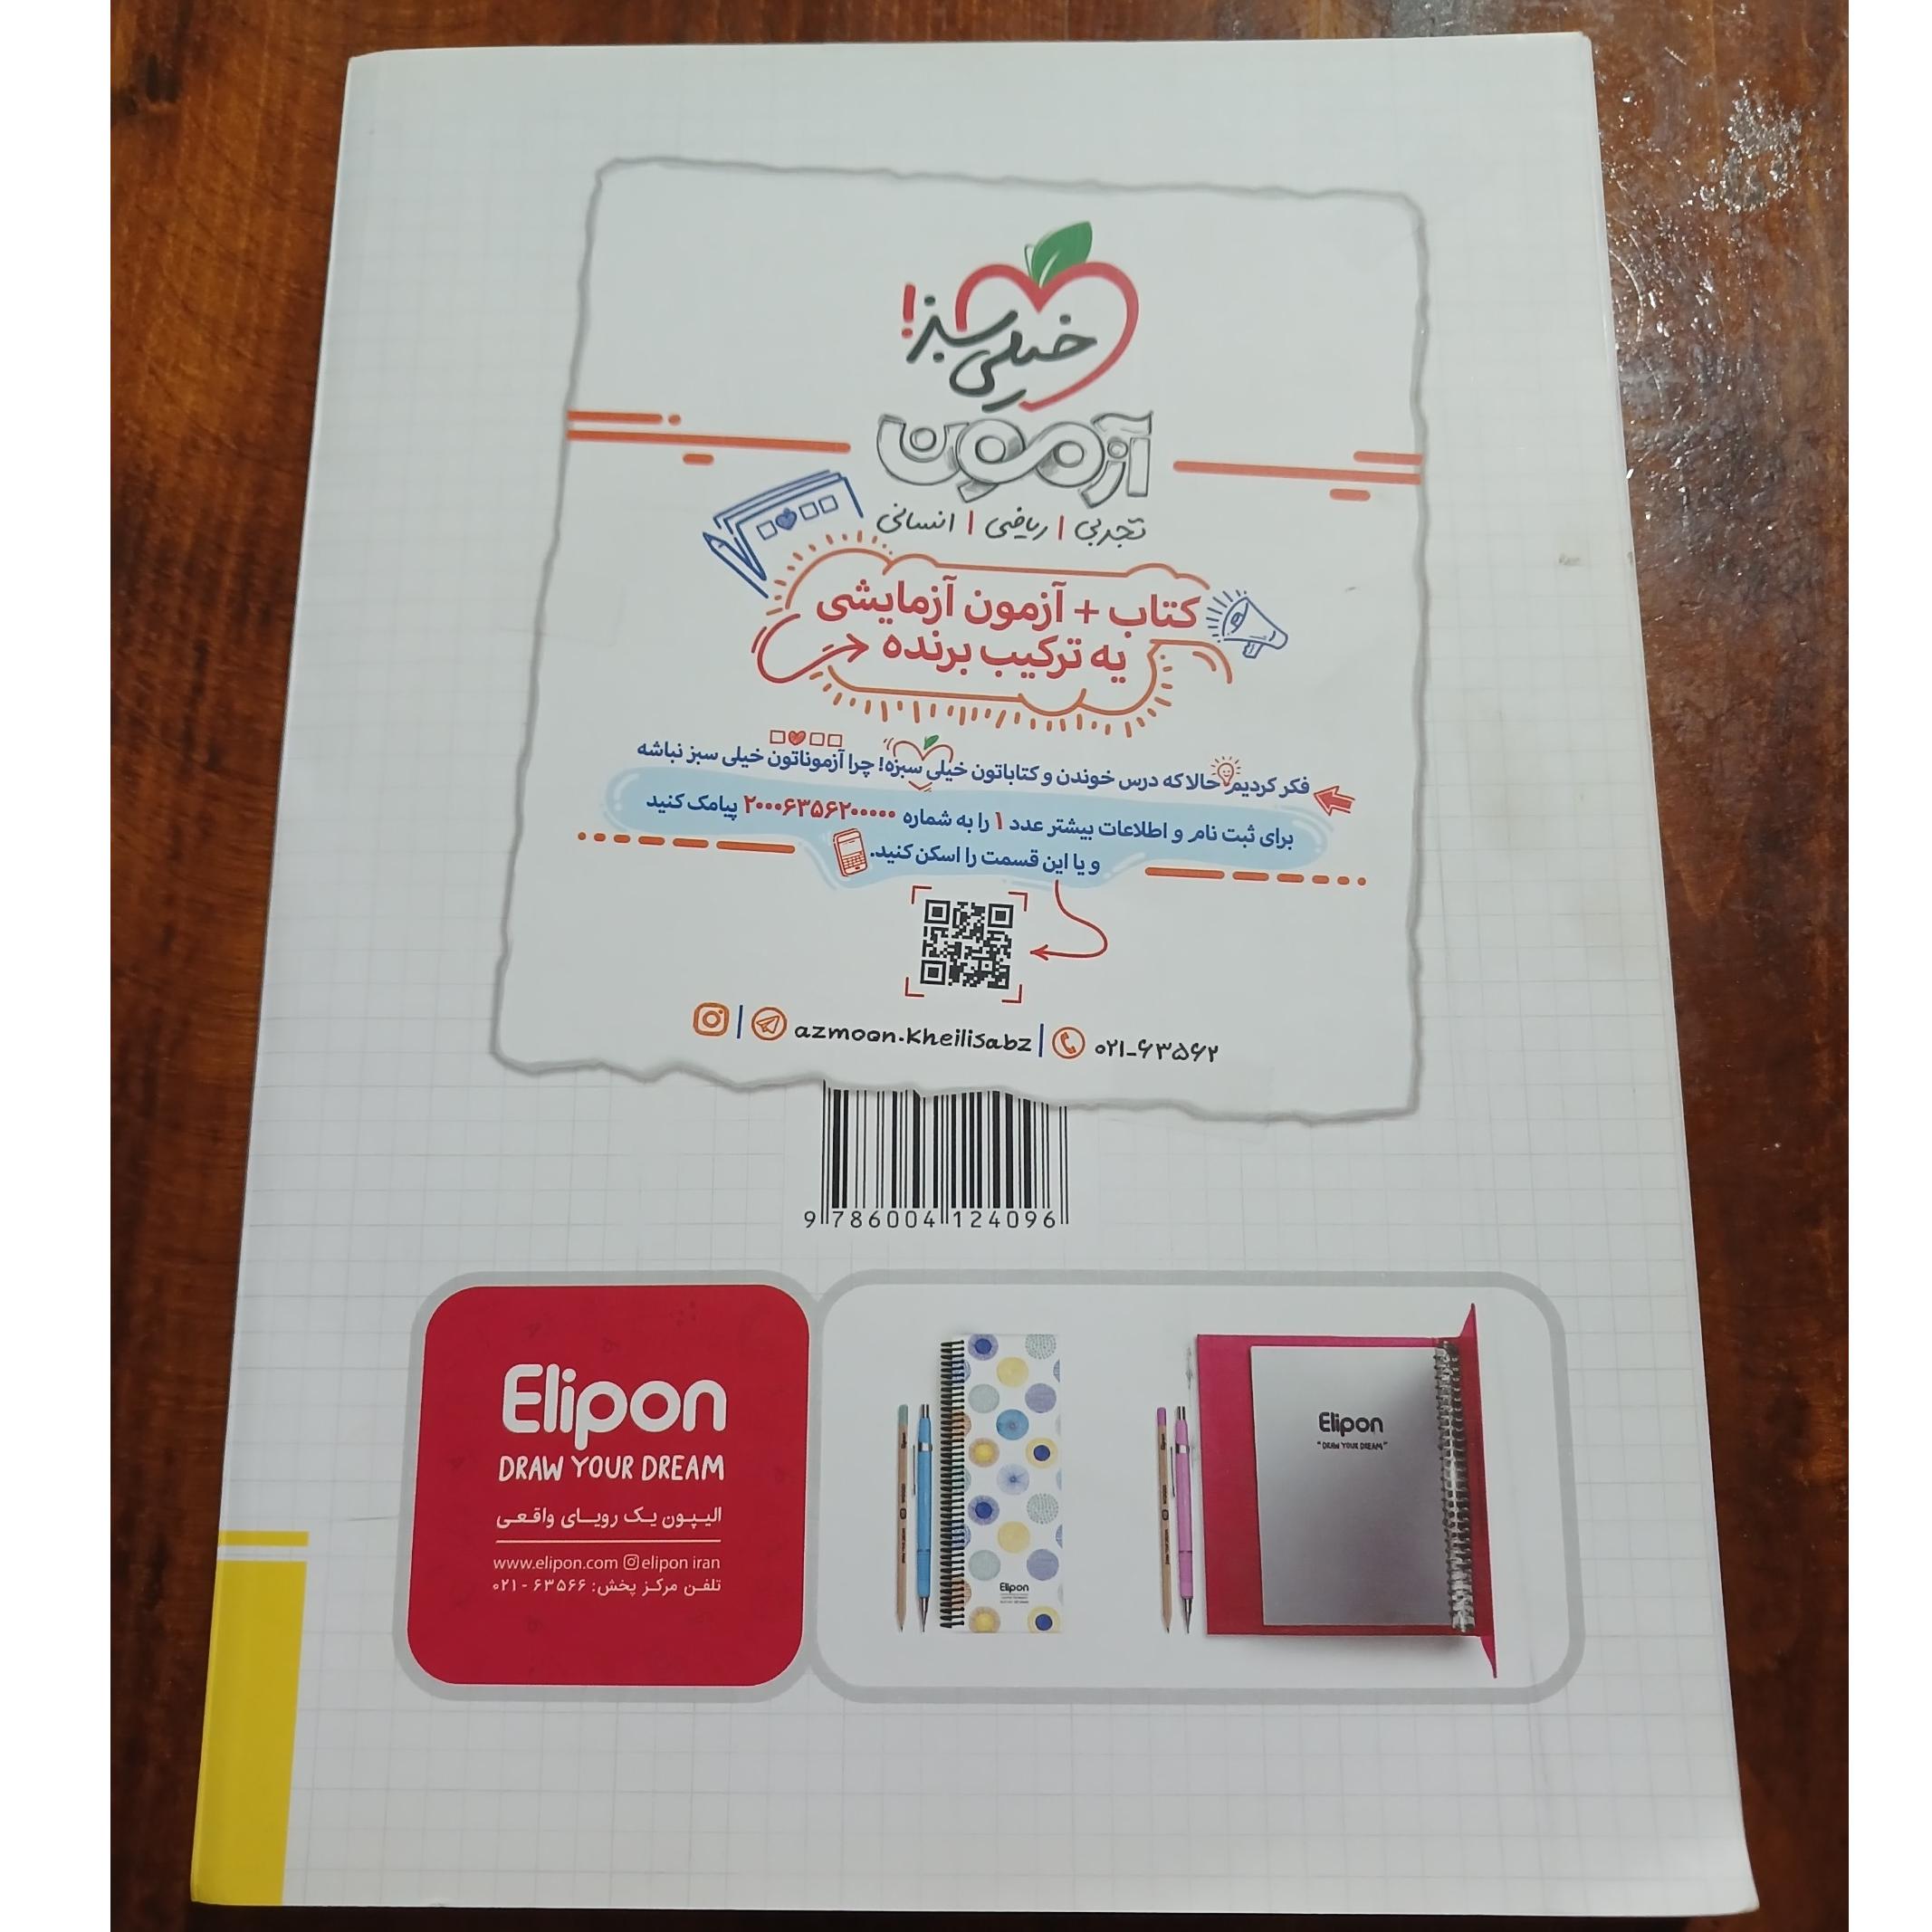 خیلی سبز!
آزمون
تجربی | ریاضی | انسانی
کتاب + آزمون آزمایشی
یه ترکیب برنده
فکر کردیم حالا که درس خوندن و کتاباتون خیلی سبزه! چرا آزموناتون خیلی سبز نباشه
برای ثبت نام و اطلاعات بیشتر عدد ۱ را به شماره ۲۰۰۰۶۳۵۶۲۰۰۰۰۰ پیامک کنید
و یا این قسمت را اسکن کنید.
azmoon.kheilisabz | ۰۲۱-۶۳۵۶۲
9 786004 124096
Elipon
DRAW YOUR DREAM
الیپون یک رویای واقعی
www.elipon.com elipon iran
تلفن مرکز پخش: ۶۳۵۶۶ - ۰۲۱
Elipon
Elipon
"DRAW YOUR DREAM"